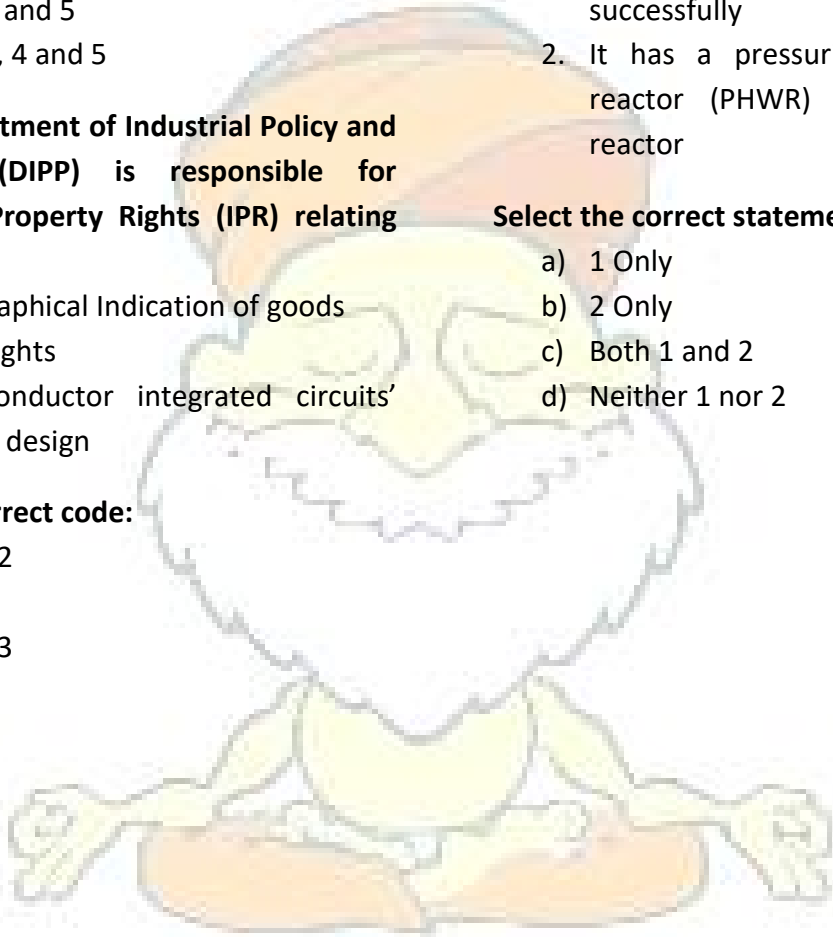 and 5
, 4 and 5
tment of Industrial Policy and
(DIPP) is responsible for
Property Rights (IPR) relating
aphical Indication of goods
ghts
onductor integrated circuits’
design
rrect code:
2
3
successfully
2. It has a pressur
reactor (PHWR)
reactor
Select the correct stateme
a) 1 Only
b) 2 Only
c) Both 1 and 2
d) Neither 1 nor 2